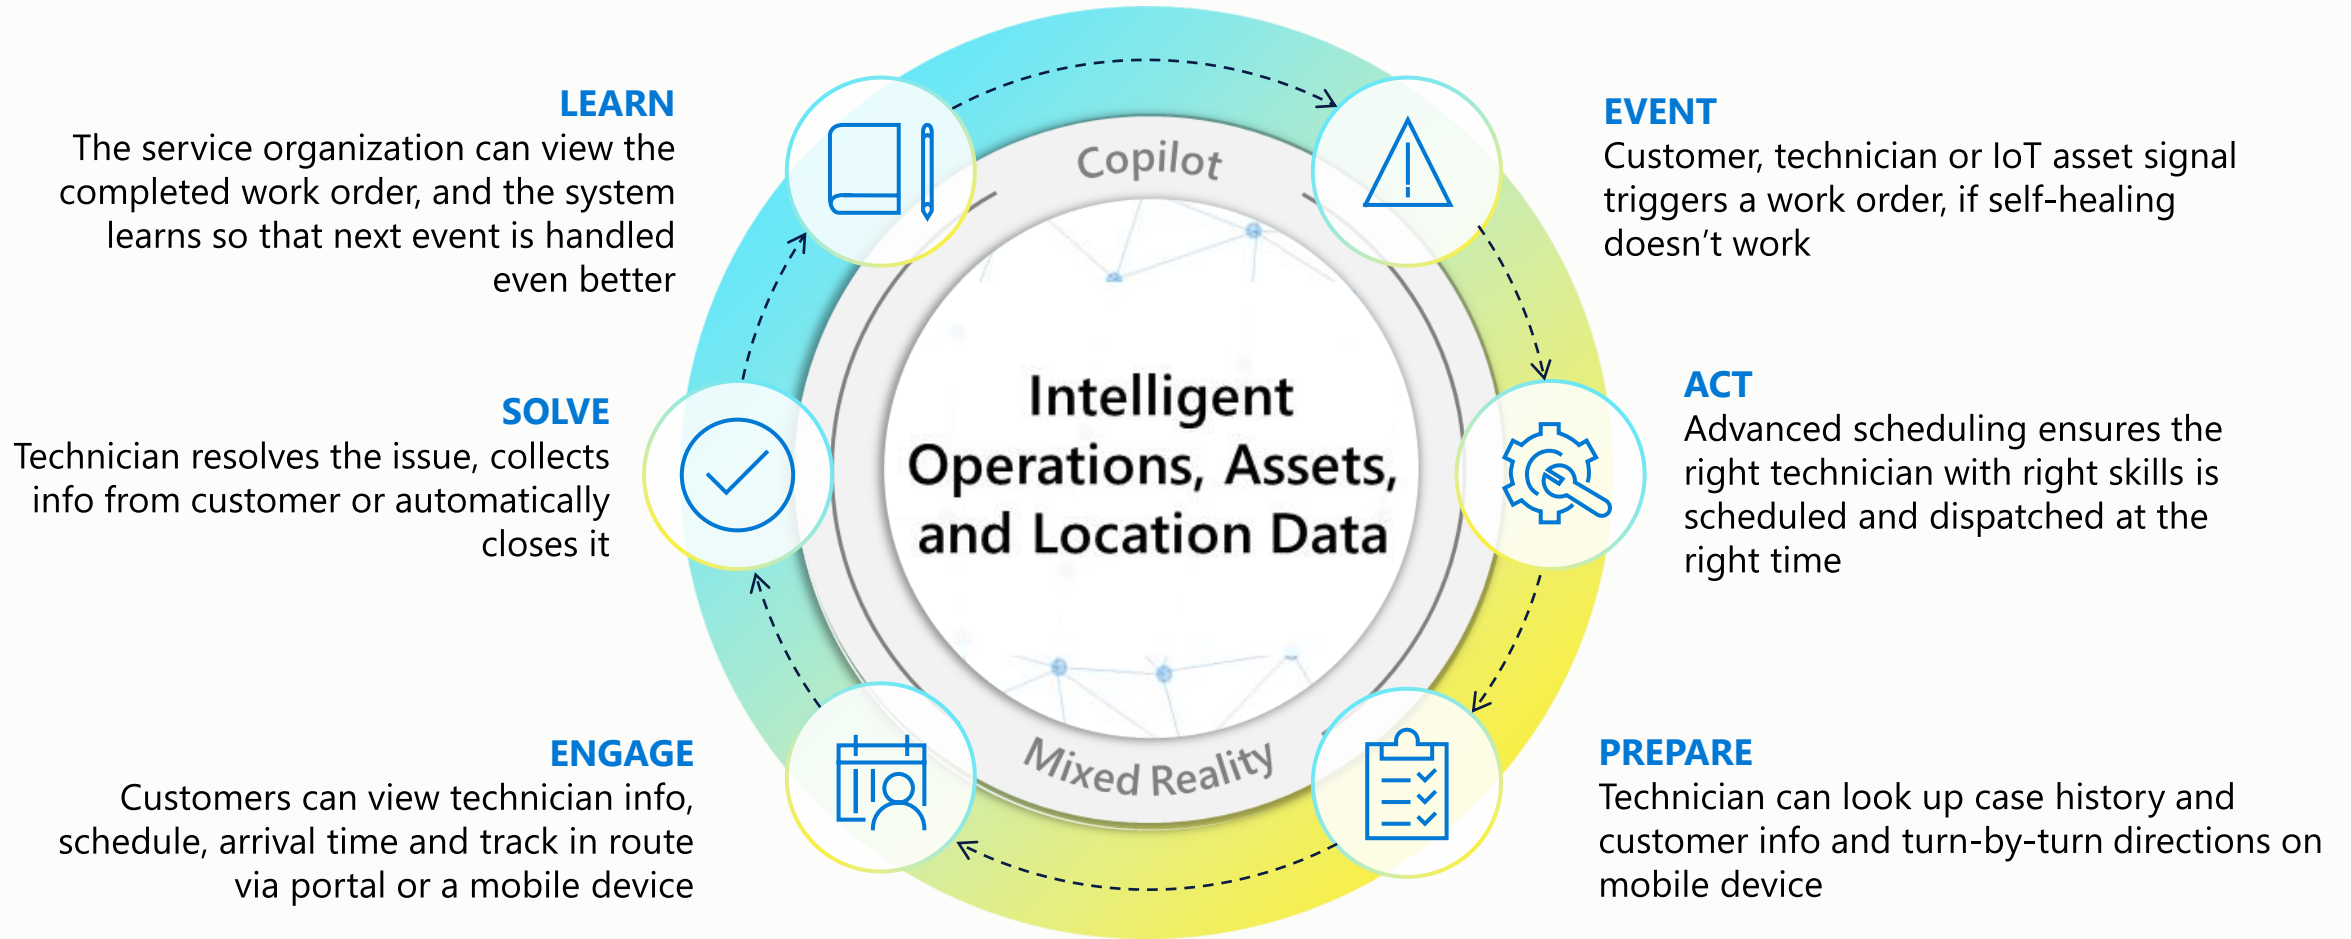 LEARN
The service organization can view the
completed work order, and the system
learns so that next event is handled
even better
SOLVE
Technician resolves the issue, collects
info from customer or automatically
closes it
ENGAGE
Customers can view technician info,
schedule, arrival time and track in route
via portal or a mobile device
Copilot
Intelligent
Operations, Assets,
and Location Data
Mixed Reality
EVENT
Customer, technician or IoT asset signal
triggers a work order, if self-healing
doesn’t work
ACT
Advanced scheduling ensures the
right technician with right skills is
scheduled and dispatched at the
right time
PREPARE
Technician can look up case history and
customer info and turn-by-turn directions on
mobile device